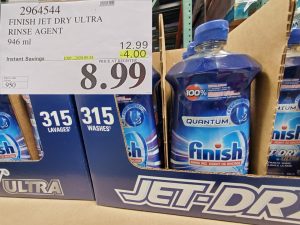 2964544
FINISH JET DRY ULTRA
RINSE AGENT
946 ml
12.99
Instant Savings
4.00
8.99
950
315
LAVAGES
315
WASHES
100%
QUANTUM
finish
ULTRA
JET-DR